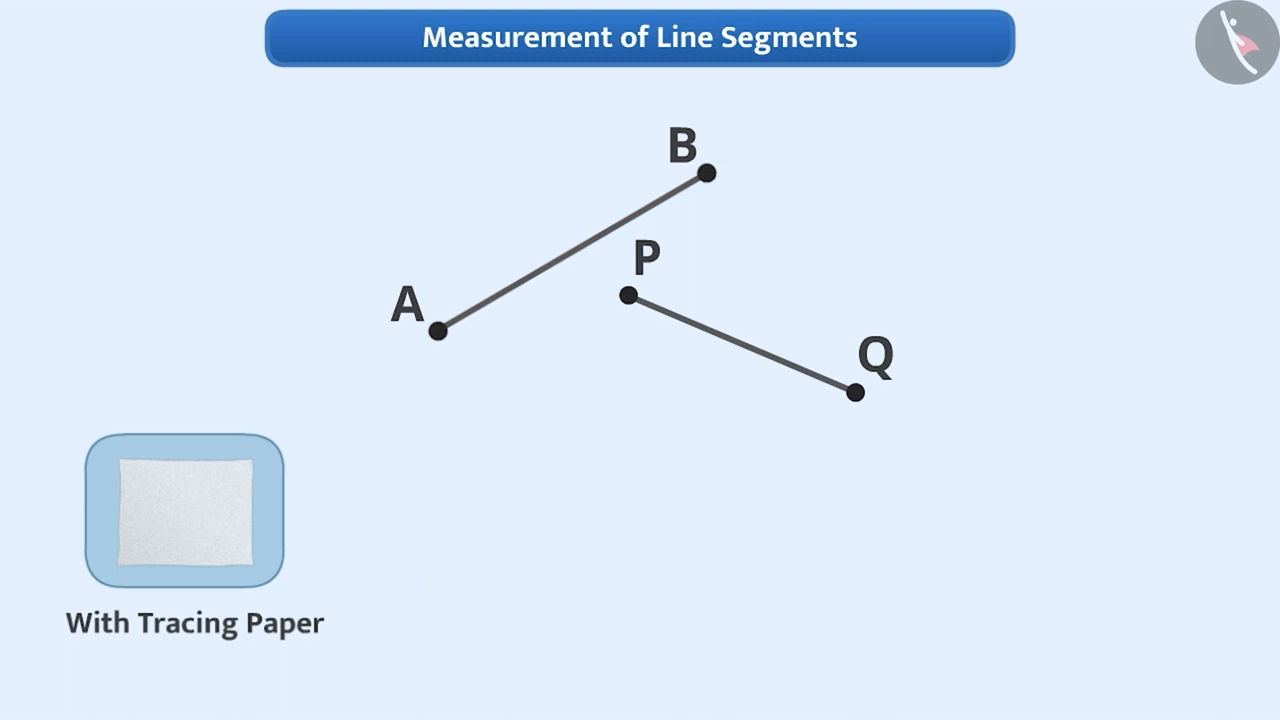 Measurement of Line Segments
B
P
A
Q
With Tracing Paper